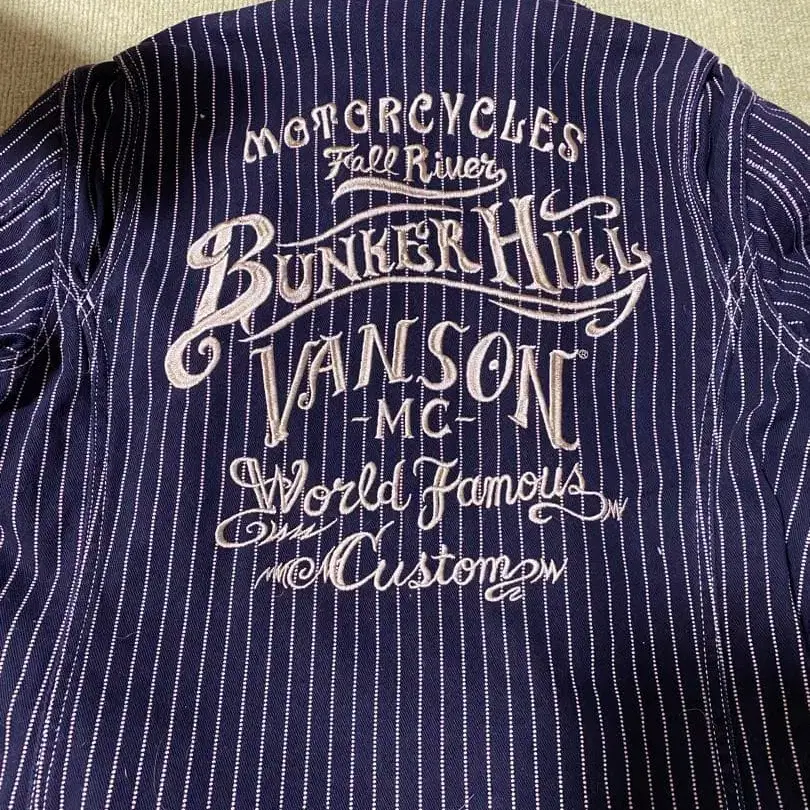 MOTORCYCLES
Fall River
BUNKER HILL
VANSON®
-MC-
World Famous
Custom